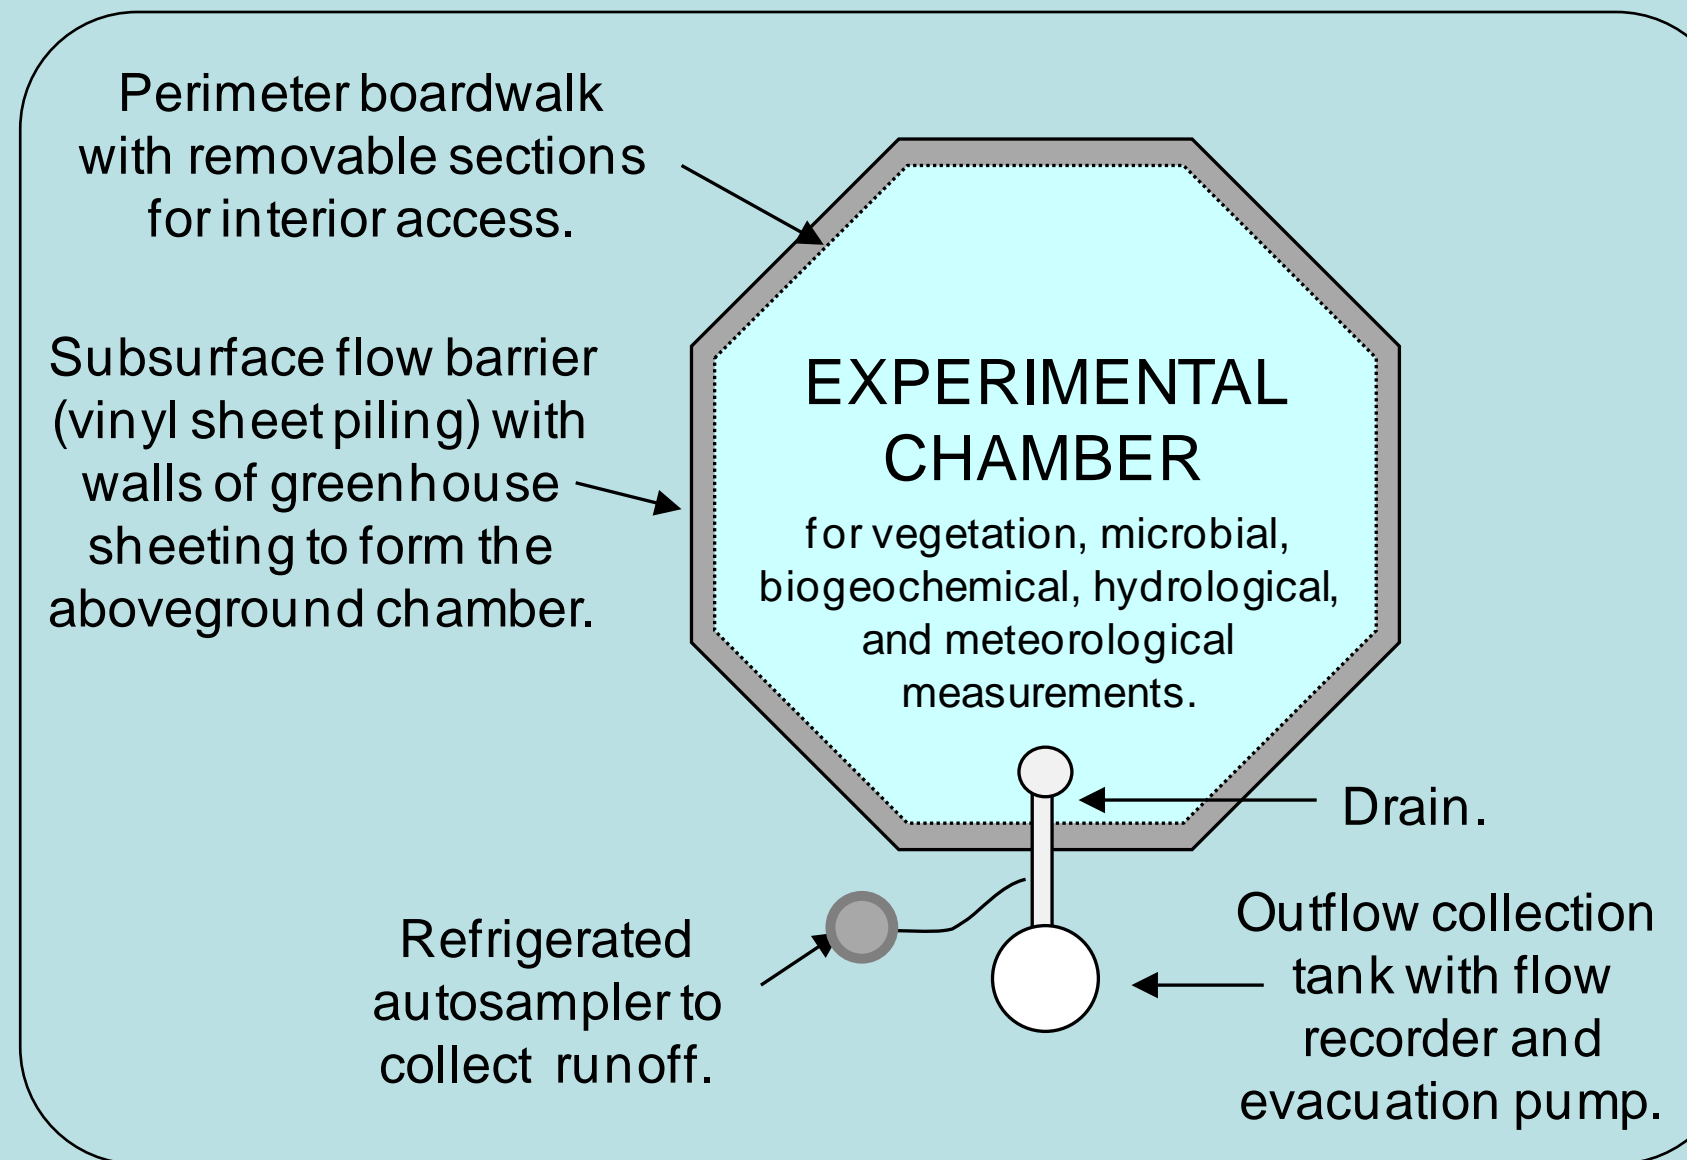 Perimeter boardwalk
with removable sections
for interior access.
Subsurface flow barrier
(vinyl sheet piling) with
walls of greenhouse
sheeting to form the
aboveground chamber.
EXPERIMENTAL
CHAMBER
for vegetation, microbial,
biogeochemical, hydrological,
and meteorological
measurements.
Drain.
Refrigerated
autosampler to
collect runoff.
Outflow collection
tank with flow
recorder and
evacuation pump.